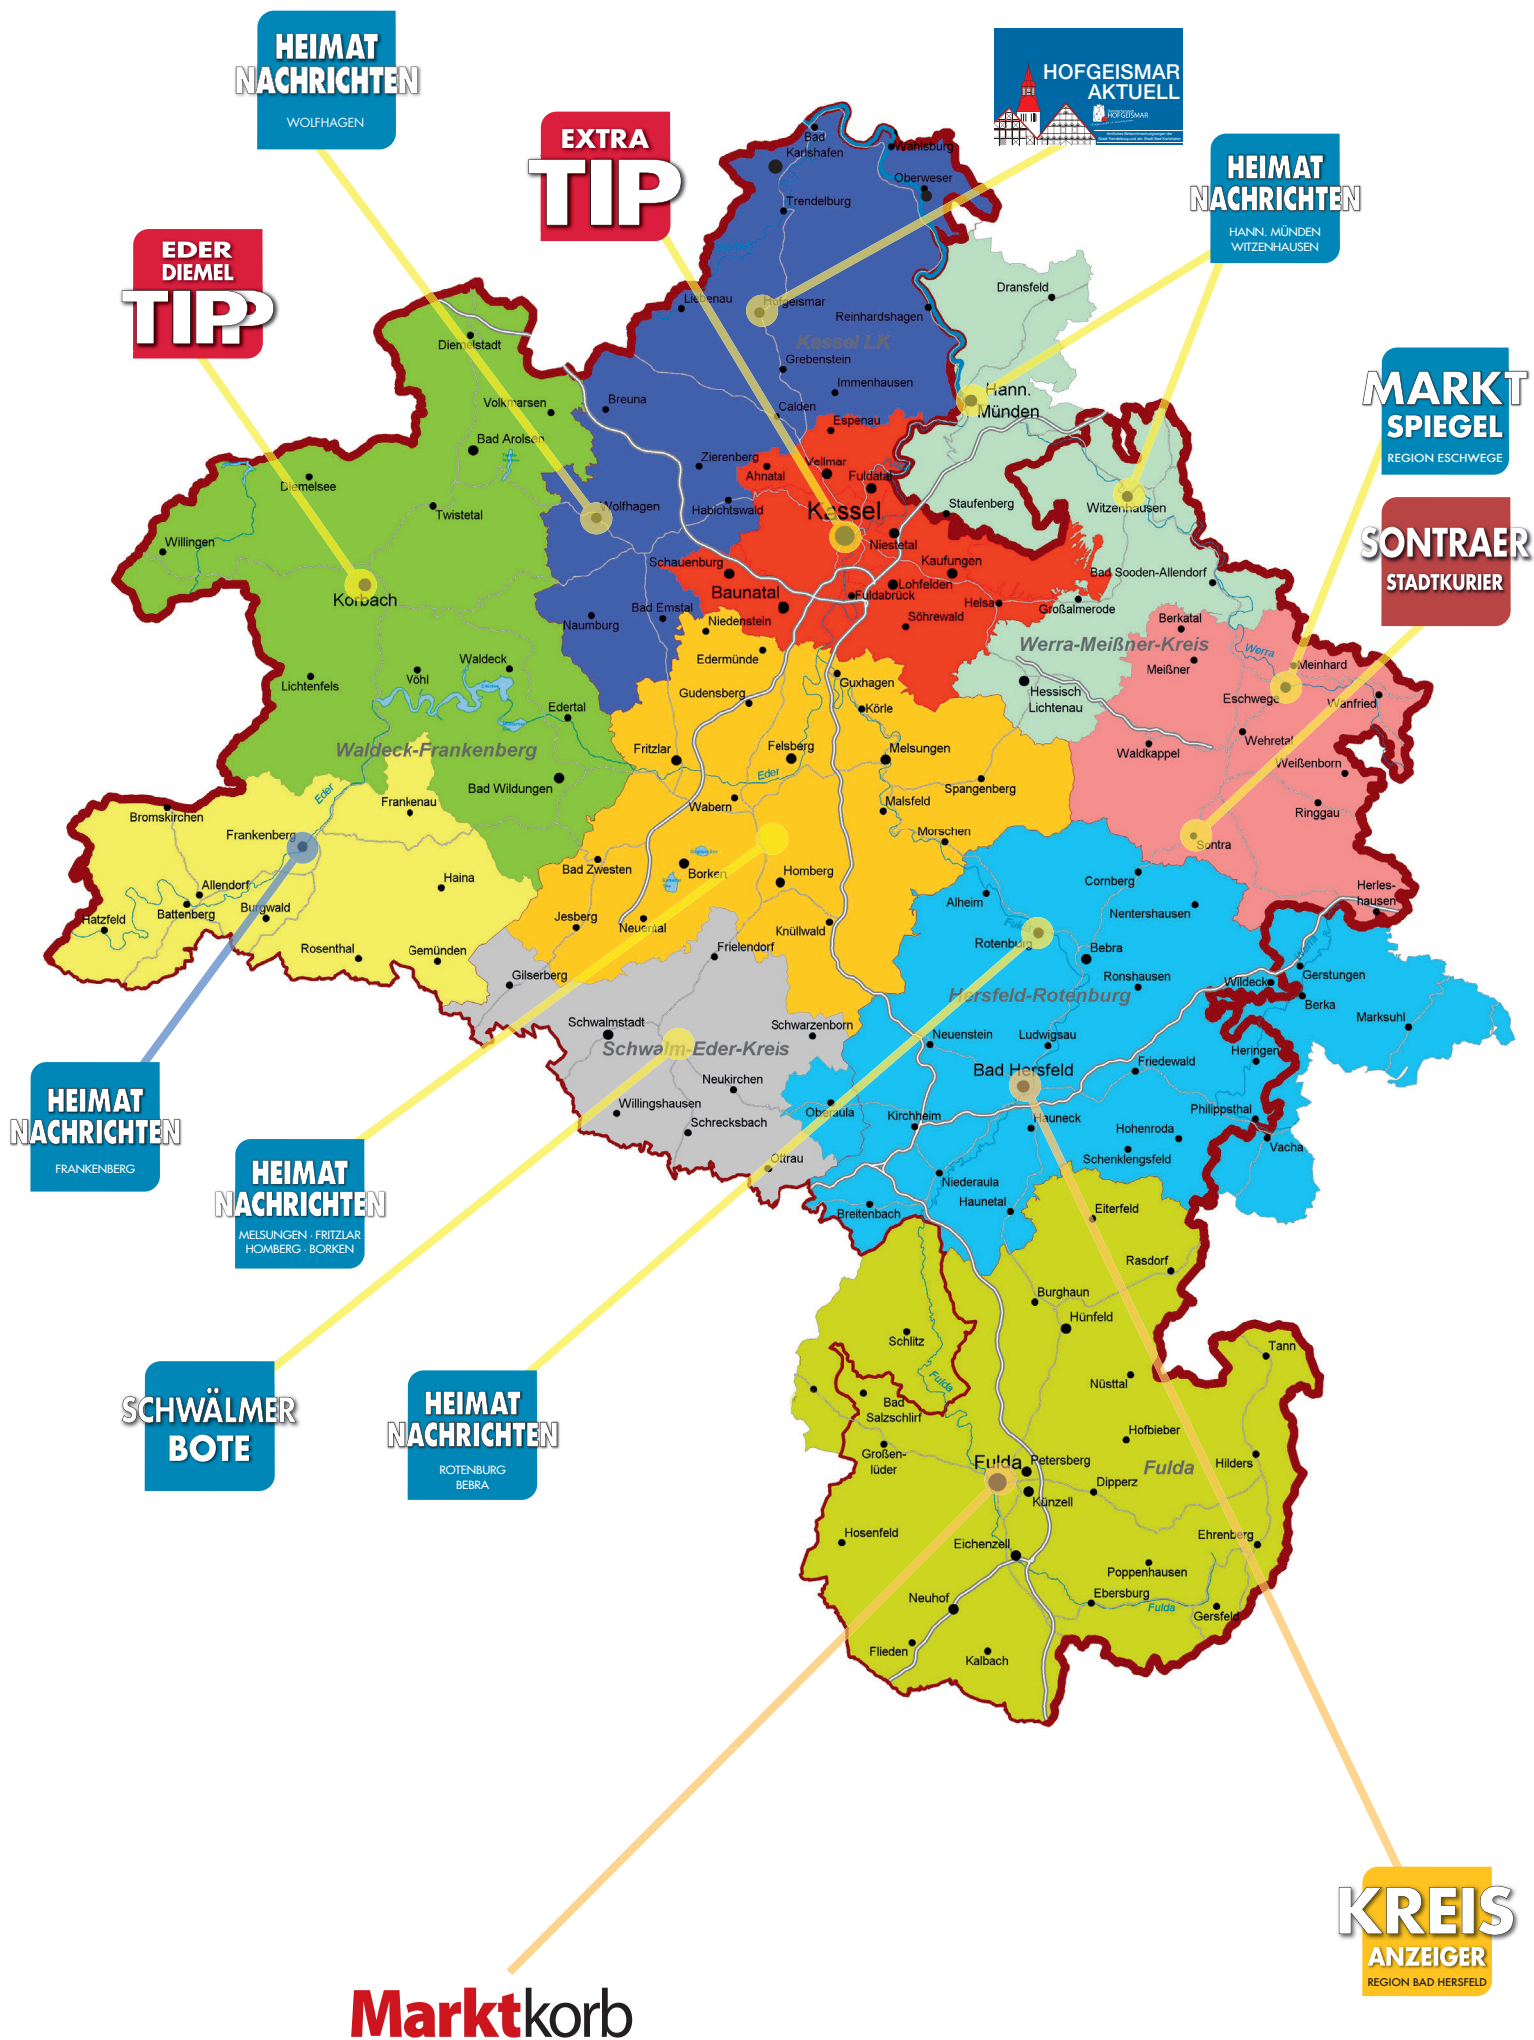 HEIMAT
NACHRICHTEN
WOLFHAGEN
HOFGEISMAR
AKTUELL
HOFGEISMAR
EXTRA
TIP
HEIMAT
NACHRICHTEN
HANN. MÜNDEN
WITZENHAUSEN
EDER
DIEMEL
TIPP
MARKT
SPIEGEL
REGION ESCHWEGE
SONTRAER
STADTKURIER
Bad
Karlshafen
Wahlsburg
Oberweser
Trendelburg
Liebenau
Hofgeismar
Reinhardshagen
Kassel LK
Grebenstein
Immenhausen
Calden
Espenau
Dransfeld
Hann.
Münden
Diemelstadt
Volkmarsen
Breuna
Bad Arolsen
Zierenberg
Ahnatal
Vellmar
Fuldatal
Diemelsee
Twistetal
Wolfhagen
Habichtswald
Kassel
Staufenberg
Witzenhausen
Willingen
Niestetal
Schauenburg
Kaufungen
Bad Sooden-Allendorf
Korbach
Baunatal
Lohfelden
Fuldabrück
Helsa
Großalmerode
Naumburg
Bad Emstal
Niedenstein
Söhrewald
Berkatal
Werra-Meißner-Kreis
Werra
Waldeck
Edermünde
Meißner
Meinhard
Lichtenfels
Vöhl
Gudensberg
Guxhagen
Hessisch
Lichtenau
Eschwege
Wanfried
Edertal
Körle
Waldeck-Frankenberg
Fritzlar
Felsberg
Melsungen
Waldkappel
Wehretal
Weißenborn
Eder
Eder
Bad Wildungen
Spangenberg
Bromskirchen
Frankenau
Wabern
Malsfeld
Ringgau
Frankenberg
Morschen
Sontra
Bad Zwesten
Borken
Homberg
Haina
Cornberg
Herles-
hausen
Allendorf
Battenberg
Burgwald
Alheim
Nentershausen
Hatzfeld
Jesberg
Neuental
Knüllwald
Fulda
Rotenburg
Bebra
Rosenthal
Gemünden
Frielendorf
Werra
Gilserberg
Ronshausen
Wildeck
Gerstungen
Hersfeld-Rotenburg
Berka
Schwalmstadt
Schwarzenborn
Marksuhl
Neuenstein
Ludwigsau
Schwalm-Eder-Kreis
Heringen
Friedewald
Bad Hersfeld
Neukirchen
Willingshausen
Oberaula
Kirchheim
Hauneck
Philippsthal
Schrecksbach
Hohenroda
Schenklengsfeld
Vacha
Ottrau
Niederaula
Haunetal
Breitenbach
Eiterfeld
HEIMAT
NACHRICHTEN
FRANKENBERG
HEIMAT
NACHRICHTEN
MELSUNGEN · FRITZLAR
HOMBERG · BORKEN
Rasdorf
Burghaun
Hünfeld
Schlitz
Tann
Fulda
Nüsttal
Bad
Salzschlirf
SCHWÄLMER
BOTE
HEIMAT
NACHRICHTEN
ROTENBURG
BEBRA
Hofbieber
Großen-
lüder
Fulda
Petersberg
Fulda
Hilders
Dipperz
Künzell
Hosenfeld
Ehrenberg
Eichenzell
Poppenhausen
Neuhof
Ebersburg
Fulda
Gersfeld
Flieden
Kalbach
KREIS
ANZEIGER
REGION BAD HERSFELD
Marktkorb